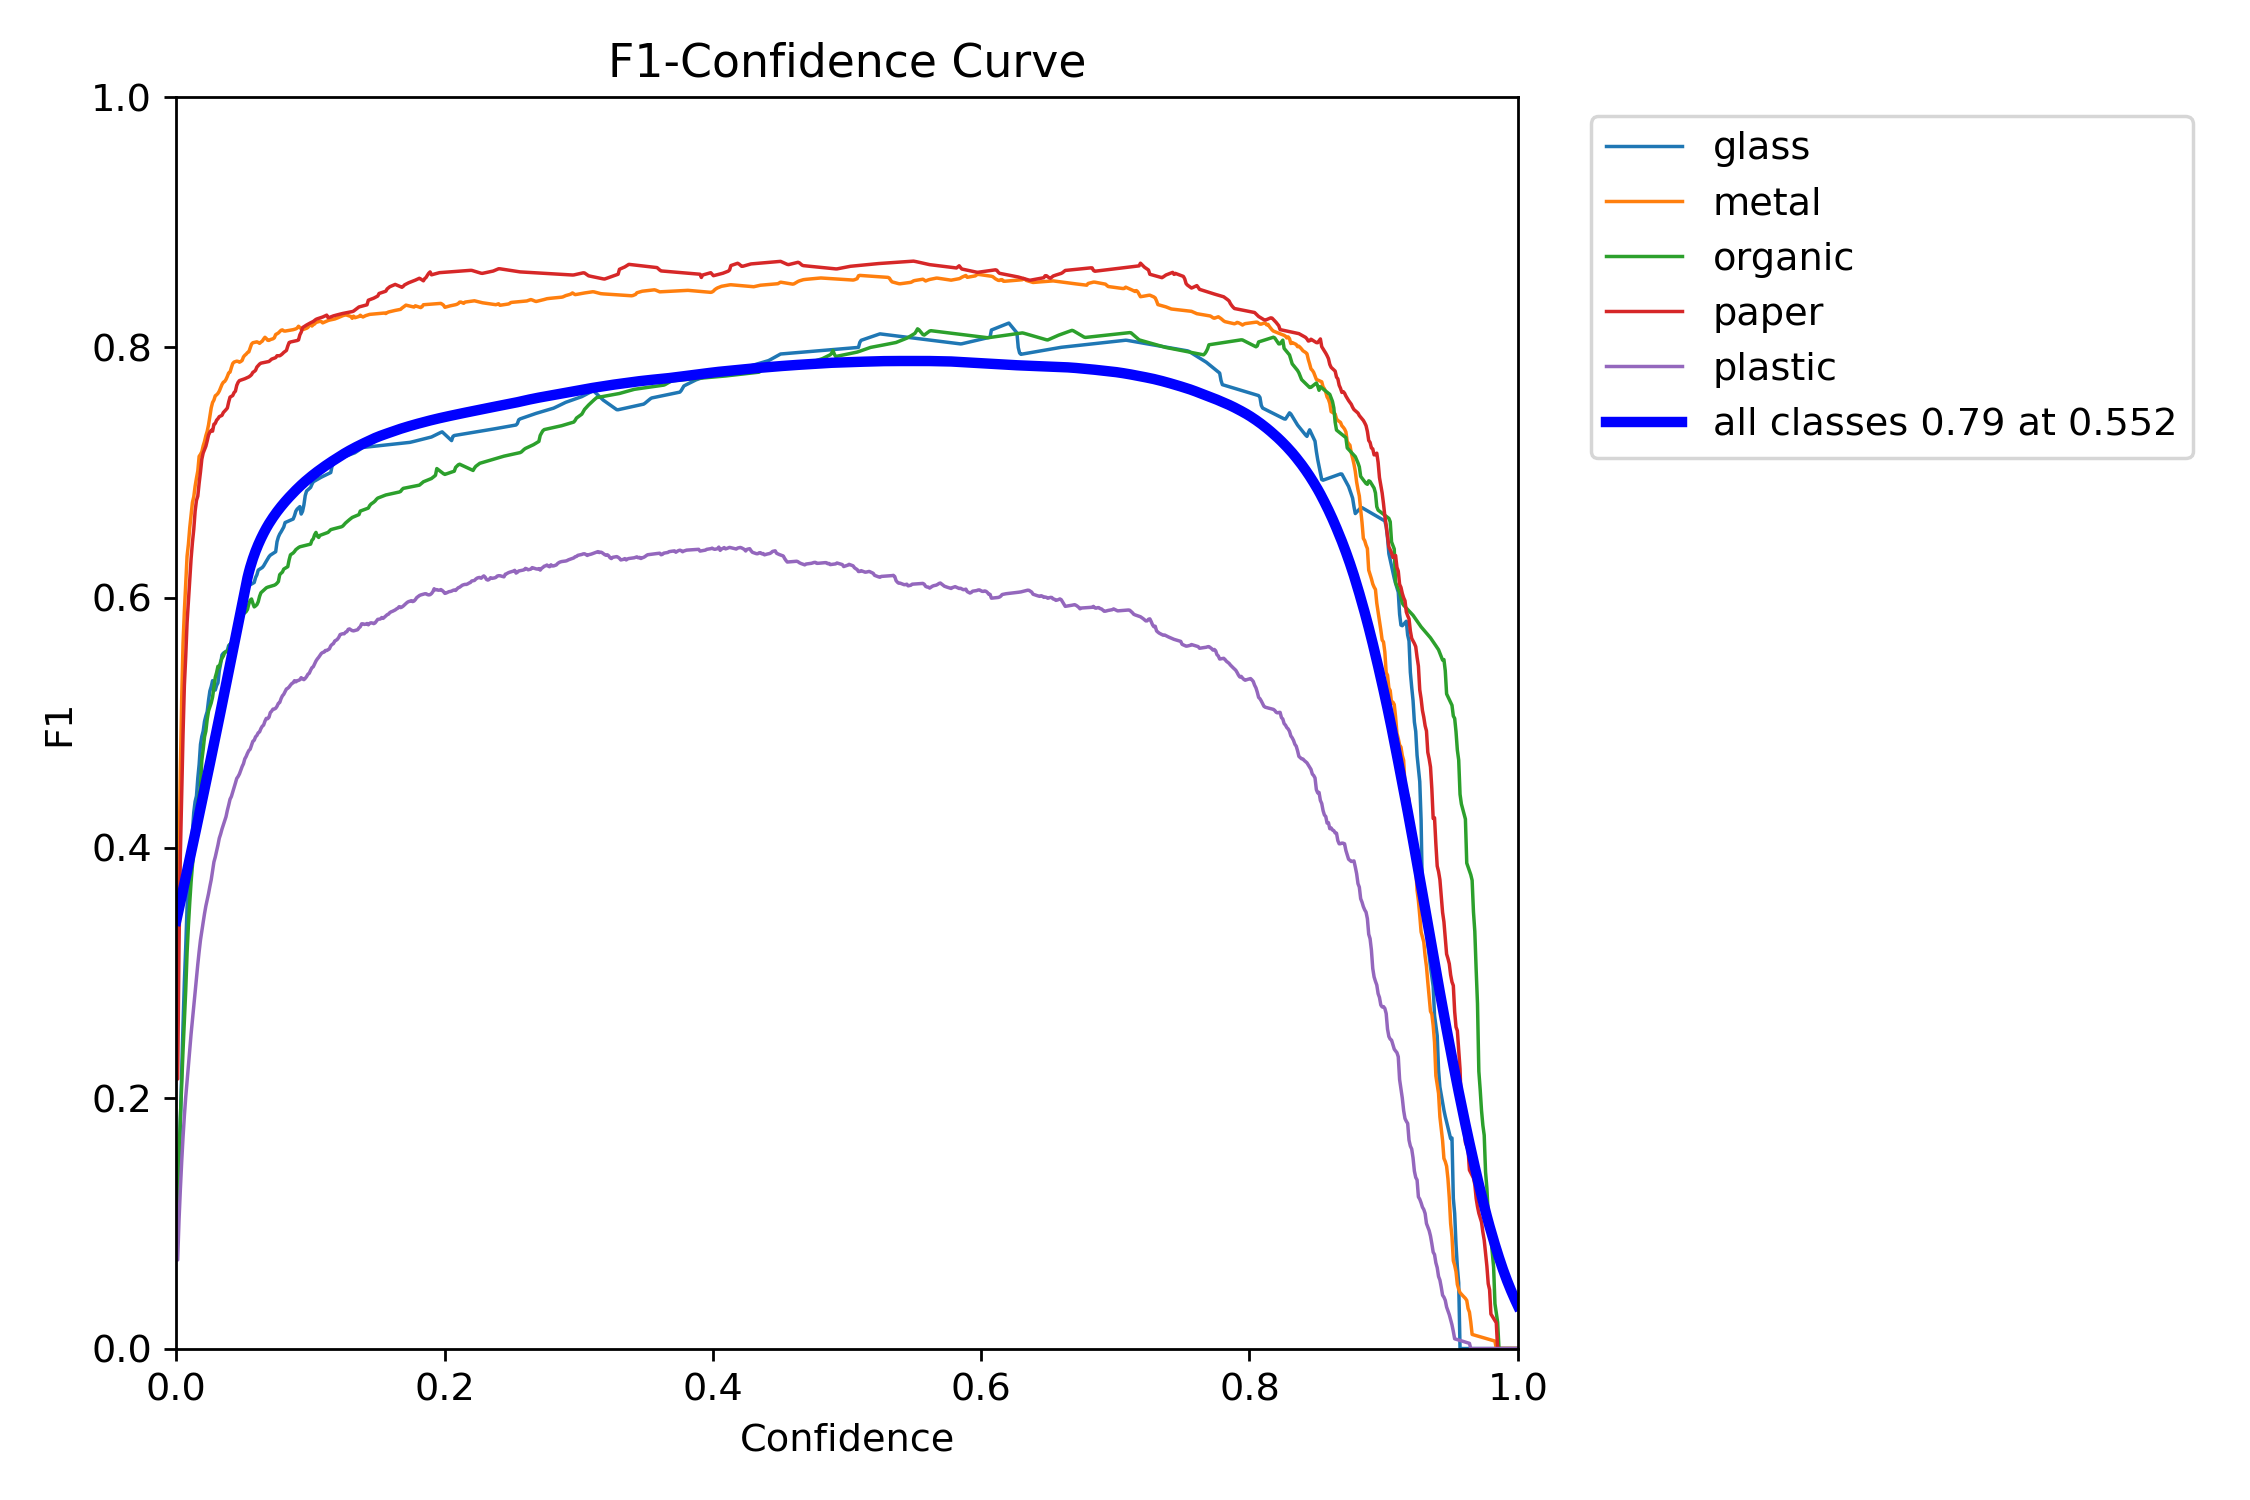 F1-Confidence Curve
1.0
0.8
0.6
0.4
0.2
0.0
F1
0.0 0.2 0.4 0.6 0.8 1.0
Confidence
glass
metal
organic
paper
plastic
all classes 0.79 at 0.552